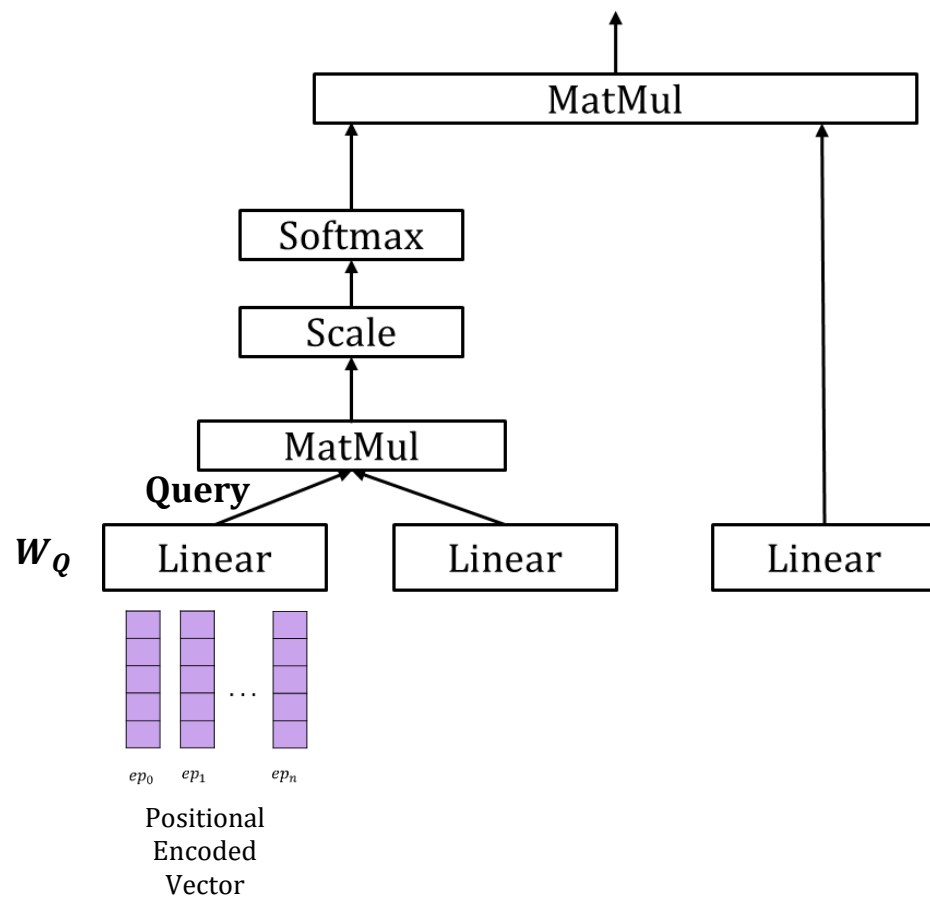 MatMul
Softmax
Scale
MatMul
Query
W_Q Linear Linear Linear
...
ep_0 ep_1 ep_n
Positional
Encoded
Vector